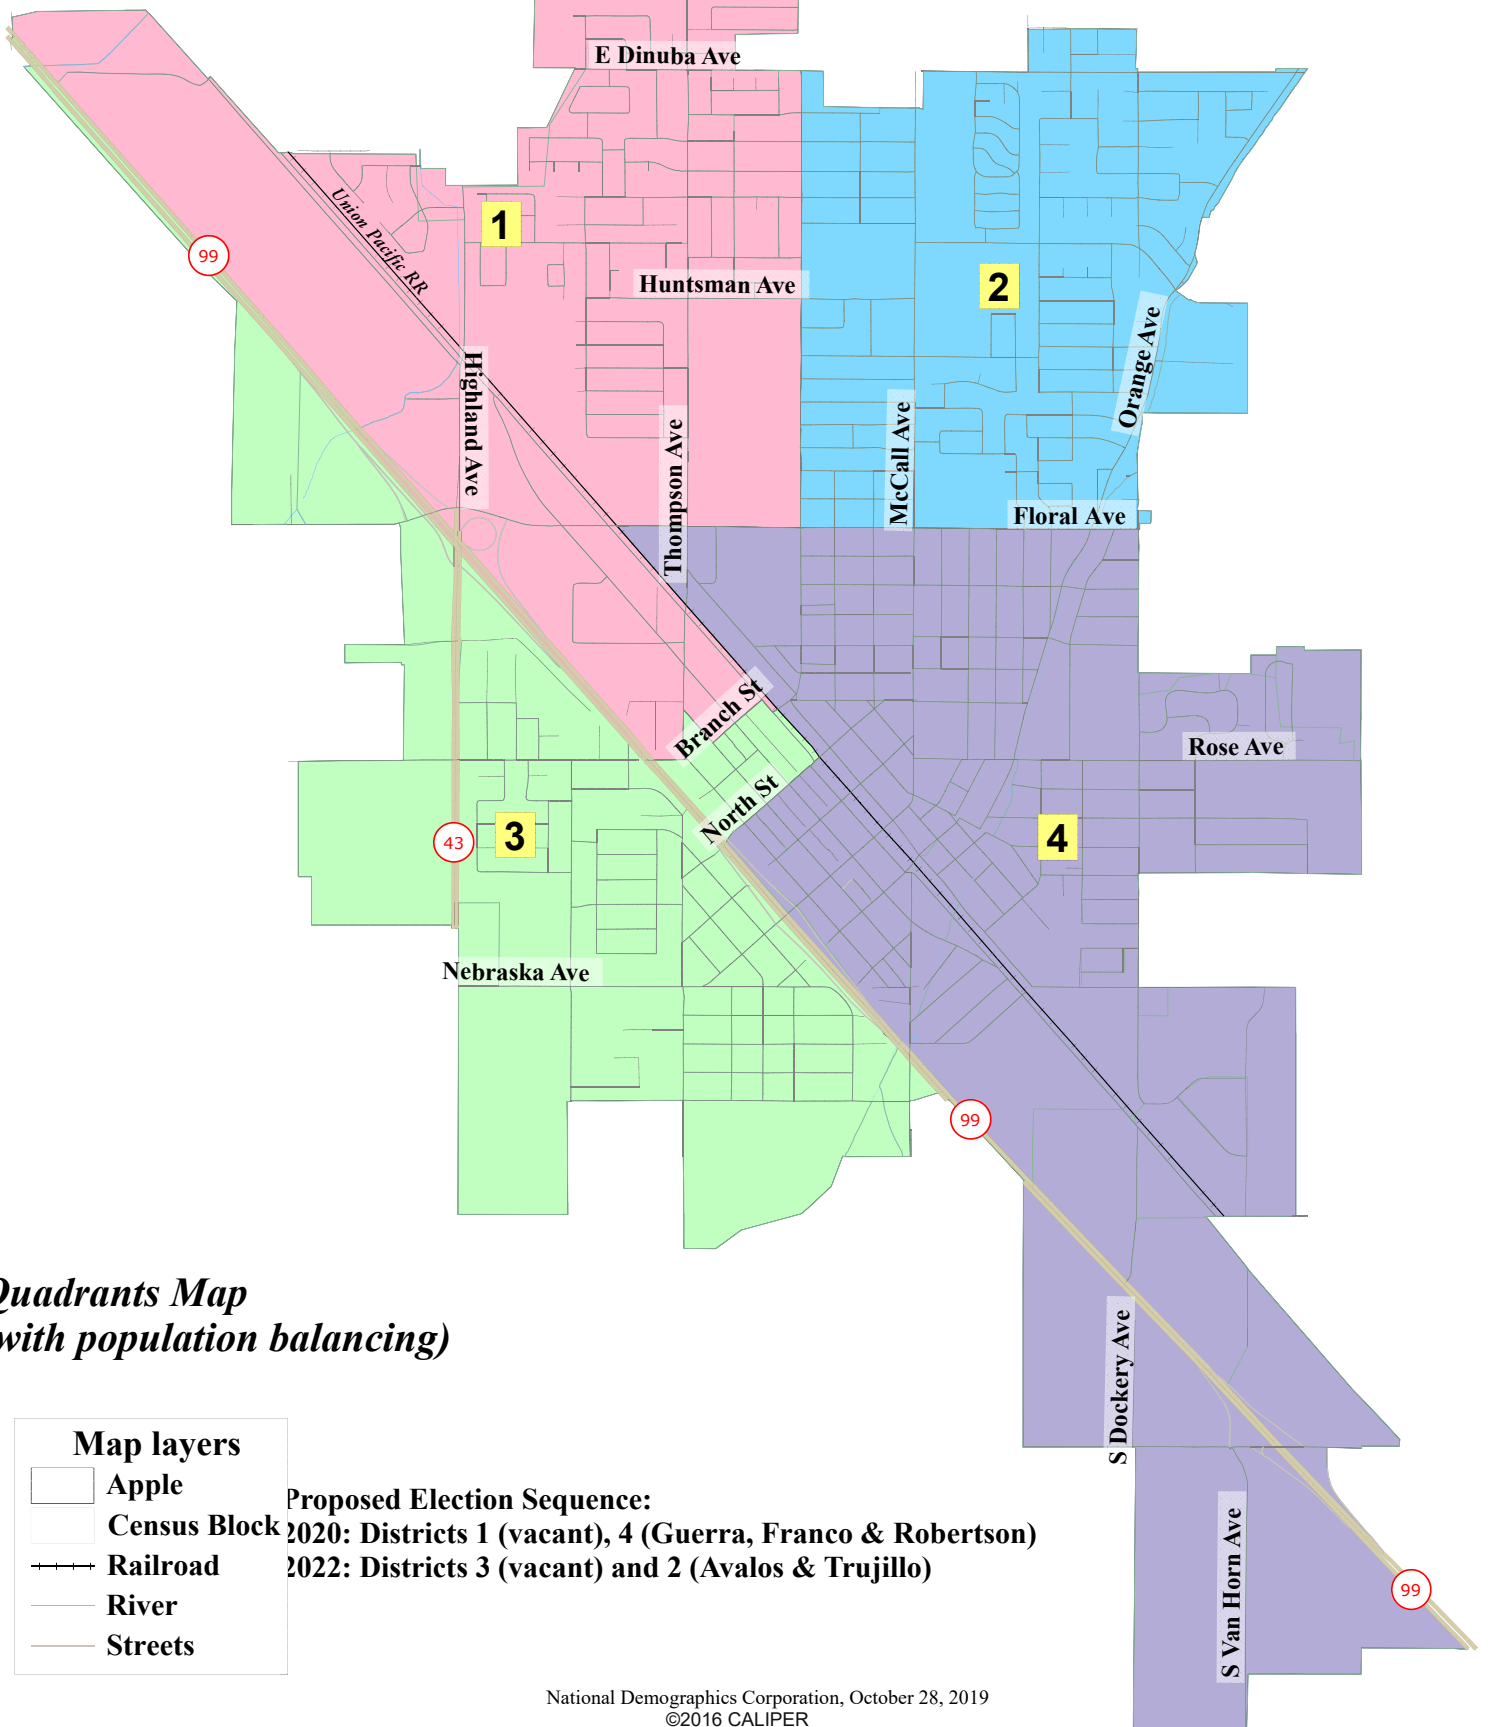 E Dinuba Ave
1
Union Pacific RR
99
Huntsman Ave
2
Orange Ave
Highland Ave
Thompson Ave
McCall Ave
Floral Ave
Branch St
Rose Ave
North St
43
3
4
Nebraska Ave
99
Quadrants Map
with population balancing)
S Dockery Ave
Map layers
Apple
Census Block
Railroad
River
Streets
Proposed Election Sequence:
2020: Districts 1 (vacant), 4 (Guerra, Franco & Robertson)
2022: Districts 3 (vacant) and 2 (Avalos & Trujillo)
S Van Horn Ave
99
National Demographics Corporation, October 28, 2019
©2016 CALIPER